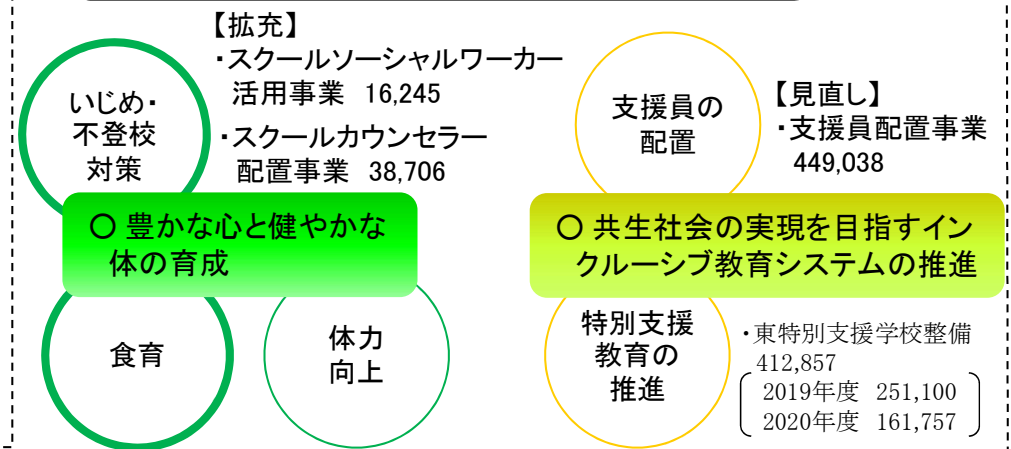 いじめ・
不登校
対策
【拡充】
・スクールソーシャルワーカー
活用事業 16,245
・スクールカウンセラー
配置事業 38,706
〇 豊かな心と健やかな
体の育成
食育
体力
向上
支援員の
配置
【見直し】
・支援員配置事業
449,038
〇 共生社会の実現を目指すイン
クルーシブ教育システムの推進
特別支援
教育の
推進
・東特別支援学校整備
412,857
2019年度 251,100
2020年度 161,757